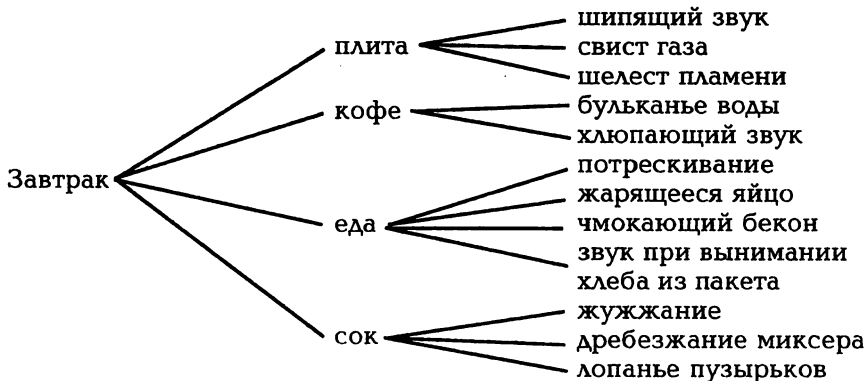 шипящий звук
плита
свист газа
шелест пламени
кофе
бульканье воды
хлюпающий звук
Завтрак
потрескивание
жарящееся яйцо
еда
чмокающий бекон
звук при вынимании
хлеба из пакета
жужжание
сок
дребезжание миксера
лопанье пузырьков